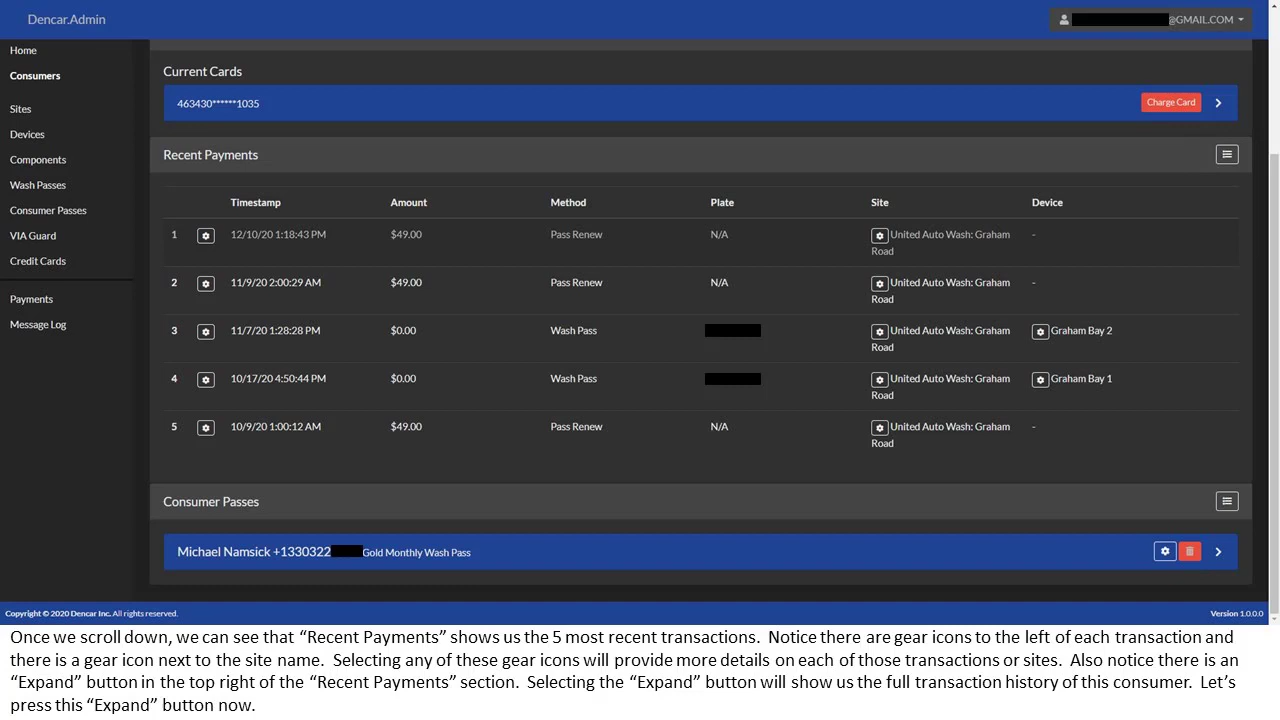 Dencar.Admin
@GMAIL.COM
Home
Consumers
Sites
Devices
Components
Wash Passes
Consumer Passes
VIA Guard
Credit Cards
Payments
Message Log
Current Cards
463430******1035 Charge Card
Recent Payments
Timestamp Amount Method Plate Site Device
1 12/10/20 1:18:43 PM $49.00 Pass Renew N/A United Auto Wash: Graham Road -
2 11/9/20 2:00:29 AM $49.00 Pass Renew N/A United Auto Wash: Graham Road -
3 11/7/20 1:28:28 PM $0.00 Wash Pass United Auto Wash: Graham Road Graham Bay 2
4 10/17/20 4:50:44 PM $0.00 Wash Pass United Auto Wash: Graham Road Graham Bay 1
5 10/9/20 1:00:12 AM $49.00 Pass Renew N/A United Auto Wash: Graham Road -
Consumer Passes
Michael Namsick +1330322 Gold Monthly Wash Pass
Copyright © 2020 Dencar Inc. All rights reserved. Version 1.0.0.0
Once we scroll down, we can see that “Recent Payments” shows us the 5 most recent transactions. Notice there are gear icons to the left of each transaction and
there is a gear icon next to the site name. Selecting any of these gear icons will provide more details on each of those transactions or sites. Also notice there is an
“Expand” button in the top right of the “Recent Payments” section. Selecting the “Expand” button will show us the full transaction history of this consumer. Let’s
press this “Expand” button now.